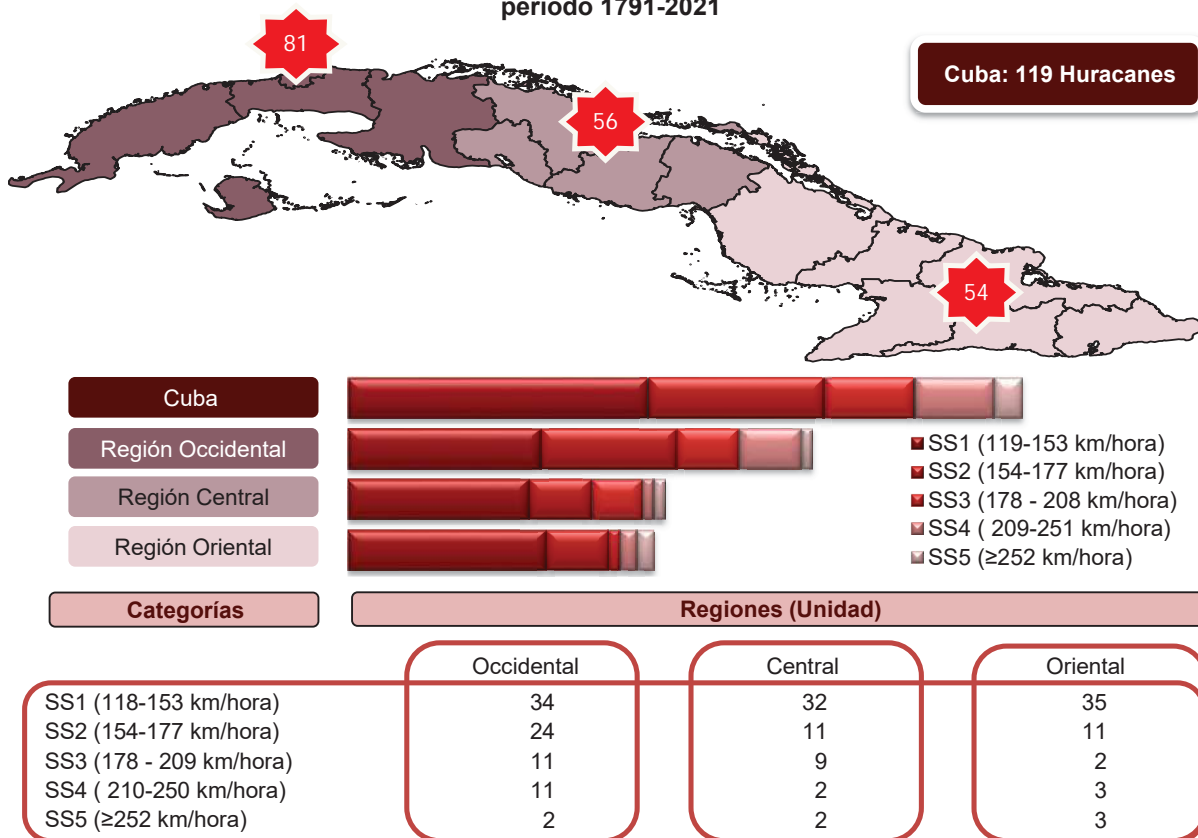 período 1791-2021
81
Cuba: 119 Huracanes
56
54
Cuba
Región Occidental
Región Central
Región Oriental
SS1 (119-153 km/hora)
SS2 (154-177 km/hora)
SS3 (178 - 208 km/hora)
SS4 ( 209-251 km/hora)
SS5 (≥252 km/hora)
Categorías Regiones (Unidad)
Occidental Central Oriental
SS1 (118-153 km/hora) 34 32 35
SS2 (154-177 km/hora) 24 11 11
SS3 (178 - 209 km/hora) 11 9 2
SS4 ( 210-250 km/hora) 11 2 3
SS5 (≥252 km/hora) 2 2 3